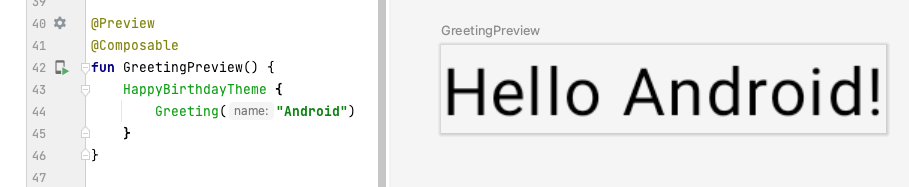 39
40 @Preview
41 @Composable
42 fun GreetingPreview() {
43 HappyBirthdayTheme {
44 Greeting( name: "Android")
45 }
46 }
47
GreetingPreview
Hello Android!